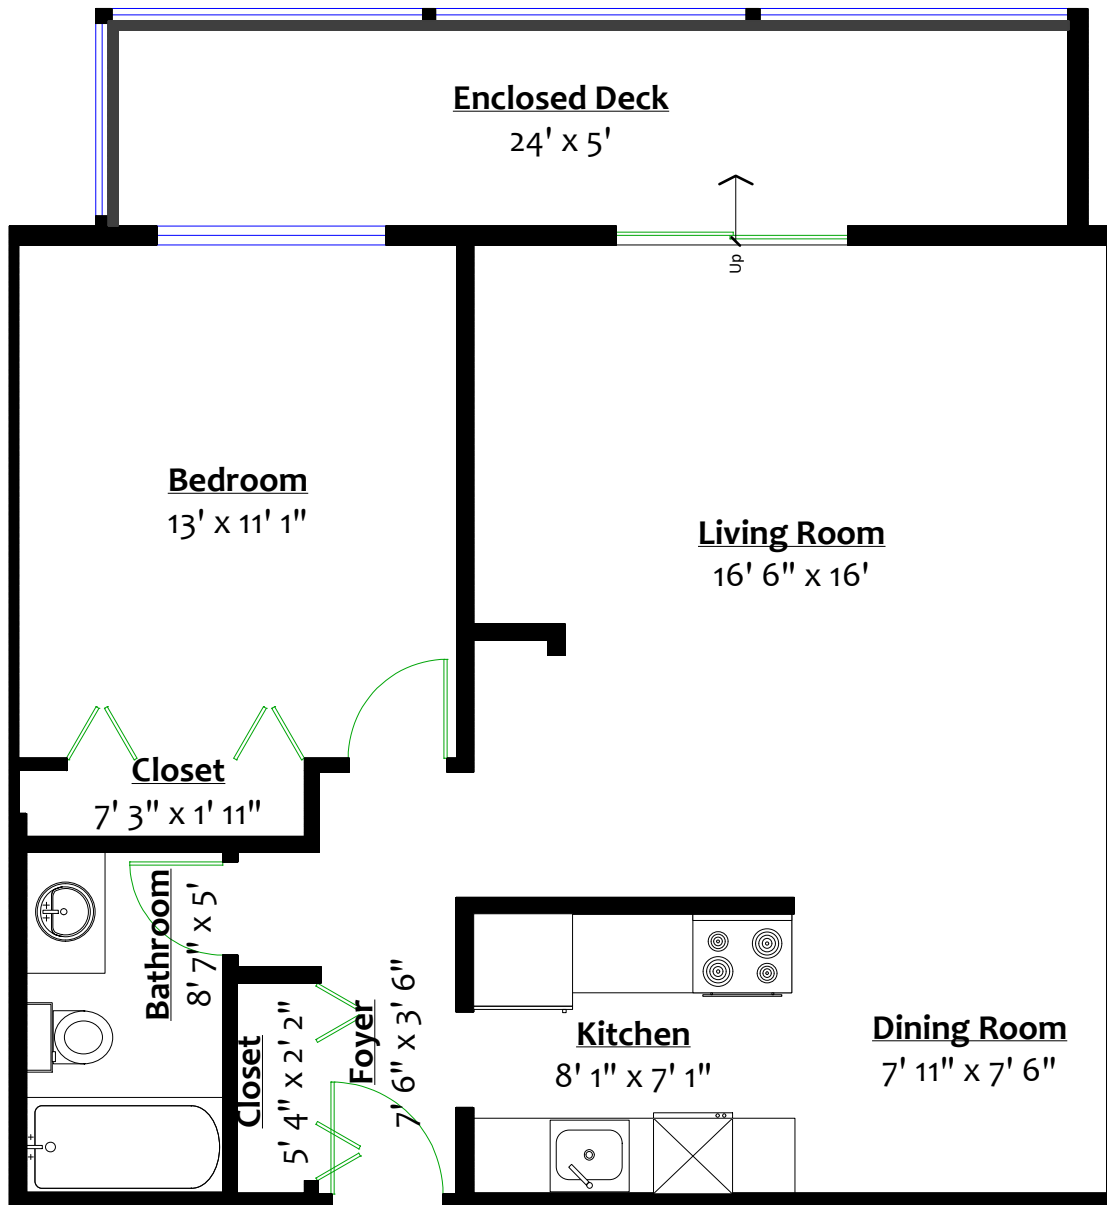 Enclosed Deck
24' x 5'
Up
Bedroom
13' x 11' 1"
Living Room
16' 6" x 16'
Closet
7' 3" x 1' 11"
Bathroom
8' 7" x 5'
Closet
5' 4" x 2' 2"
Foyer
7' 6" x 3' 6"
Kitchen
8' 1" x 7' 1"
Dining Room
7' 11" x 7' 6"